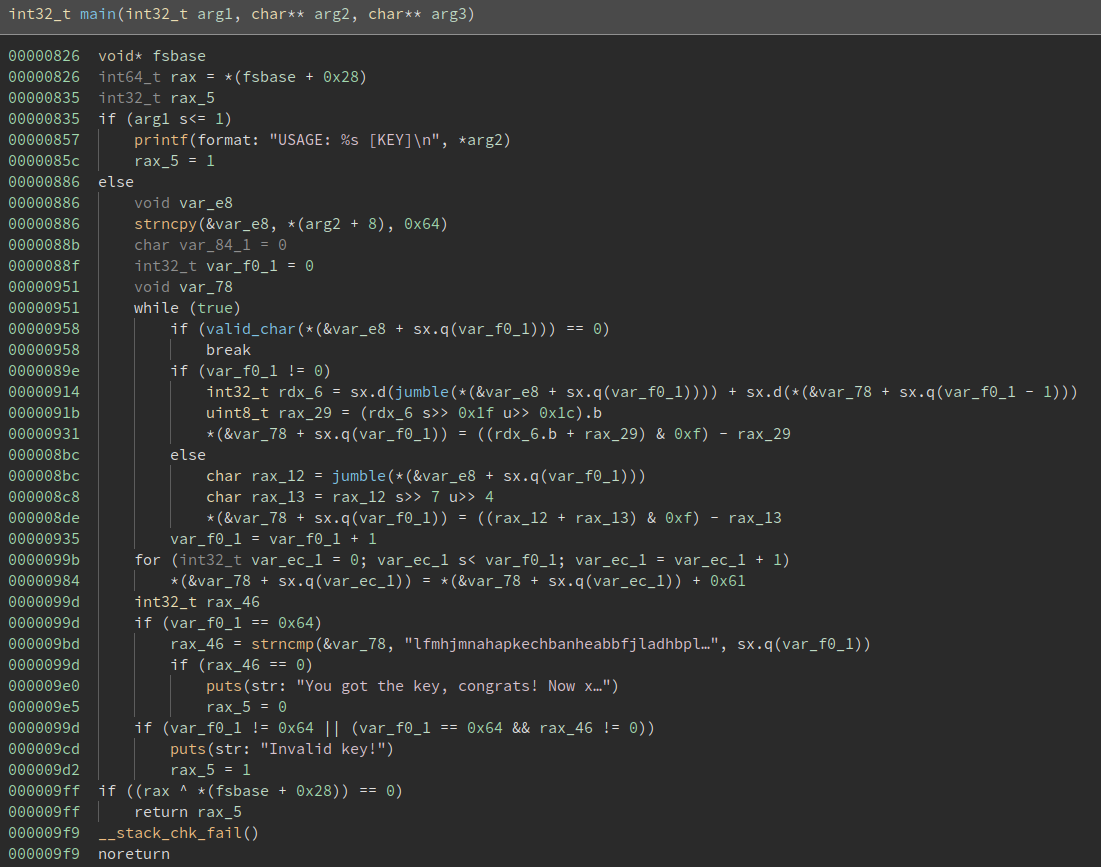 int32_t main(int32_t arg1, char** arg2, char** arg3)
00000826 void* fsbase
00000826 int64_t rax = *(fsbase + 0x28)
00000835 int32_t rax_5
00000835 if (arg1 s<= 1)
00000857 printf(format: "USAGE: %s [KEY]\n", *arg2)
0000085c rax_5 = 1
00000886 else
00000886 void var_e8
00000886 strncpy(&var_e8, *(arg2 + 8), 0x64)
0000088b char var_84_1 = 0
0000088f int32_t var_f0_1 = 0
00000951 void var_78
00000951 while (true)
00000958 if (valid_char(*(&var_e8 + sx.q(var_f0_1))) == 0)
00000958 break
0000089e if (var_f0_1 != 0)
00000914 int32_t rdx_6 = sx.d(jumble(*(&var_e8 + sx.q(var_f0_1)))) + sx.d(*(&var_78 + sx.q(var_f0_1 - 1)))
0000091b uint8_t rax_29 = (rdx_6 s>> 0x1f u>> 0x1c).b
00000931 *(&var_78 + sx.q(var_f0_1)) = ((rdx_6.b + rax_29) & 0xf) - rax_29
000008bc else
000008bc char rax_12 = jumble(*(&var_e8 + sx.q(var_f0_1)))
000008c8 char rax_13 = rax_12 s>> 7 u>> 4
000008de *(&var_78 + sx.q(var_f0_1)) = ((rax_12 + rax_13) & 0xf) - rax_13
00000935 var_f0_1 = var_f0_1 + 1
0000099b for (int32_t var_ec_1 = 0; var_ec_1 s< var_f0_1; var_ec_1 = var_ec_1 + 1)
00000984 *(&var_78 + sx.q(var_ec_1)) = *(&var_78 + sx.q(var_ec_1)) + 0x61
0000099d int32_t rax_46
0000099d if (var_f0_1 == 0x64)
000009bd rax_46 = strncmp(&var_78, "lfmhjmnahapkechbanheabbfjladhbpl…", sx.q(var_f0_1))
0000099d if (rax_46 == 0)
000009e0 puts(str: "You got the key, congrats! Now x…")
000009e5 rax_5 = 0
0000099d if (var_f0_1 != 0x64 || (var_f0_1 == 0x64 && rax_46 != 0))
000009cd puts(str: "Invalid key!")
000009d2 rax_5 = 1
000009ff if ((rax ^ *(fsbase + 0x28)) == 0)
000009ff return rax_5
000009f9 __stack_chk_fail()
000009f9 noreturn